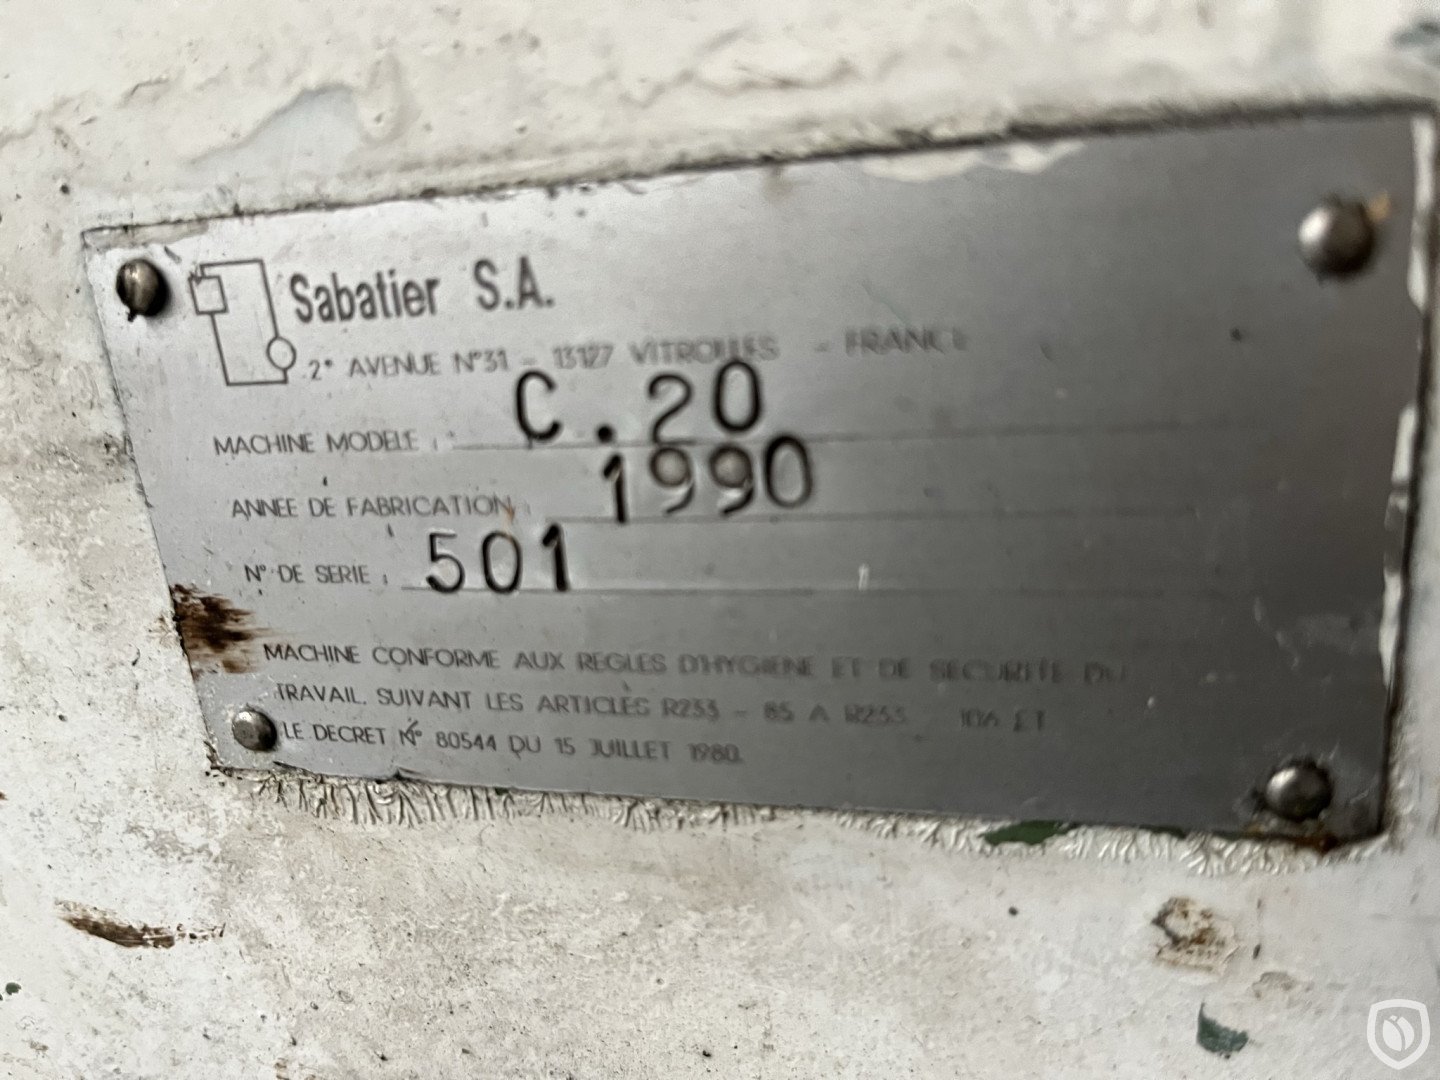 Sabatier S.A.
2° AVENUE N°31 - 13127 VITROLLES - FRANCE
MACHINE MODELE : C.20
ANNEE DE FABRICATION : 1990
N° DE SERIE : 501
MACHINE CONFORME AUX REGLES D'HYGIENE ET DE SECURITE DU
TRAVAIL. SUIVANT LES ARTICLES R233 - 85 A R233 106 ET
LE DECRET N° 80544 DU 15 JUILLET 1980.